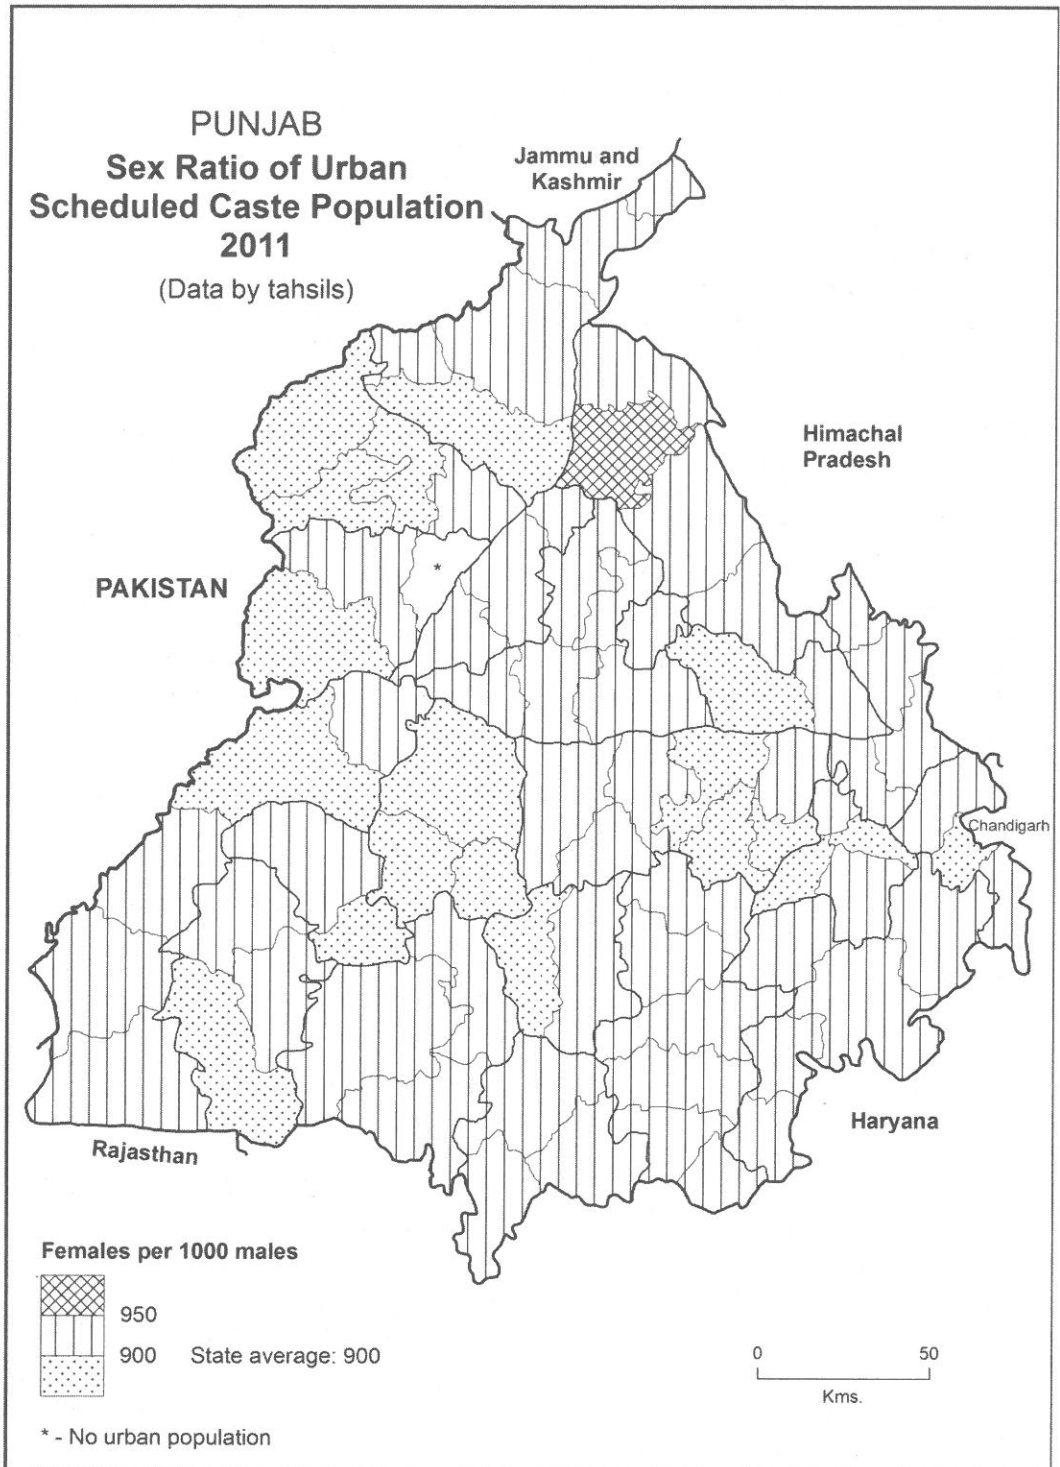 PUNJAB
Sex Ratio of Urban
Scheduled Caste Population
2011
(Data by tahsils)
Jammu and
Kashmir
Himachal
Pradesh
*
PAKISTAN
Chandigarh
Haryana
Rajasthan
Females per 1000 males
950
900 State average: 900
0 50
Kms.
* - No urban population